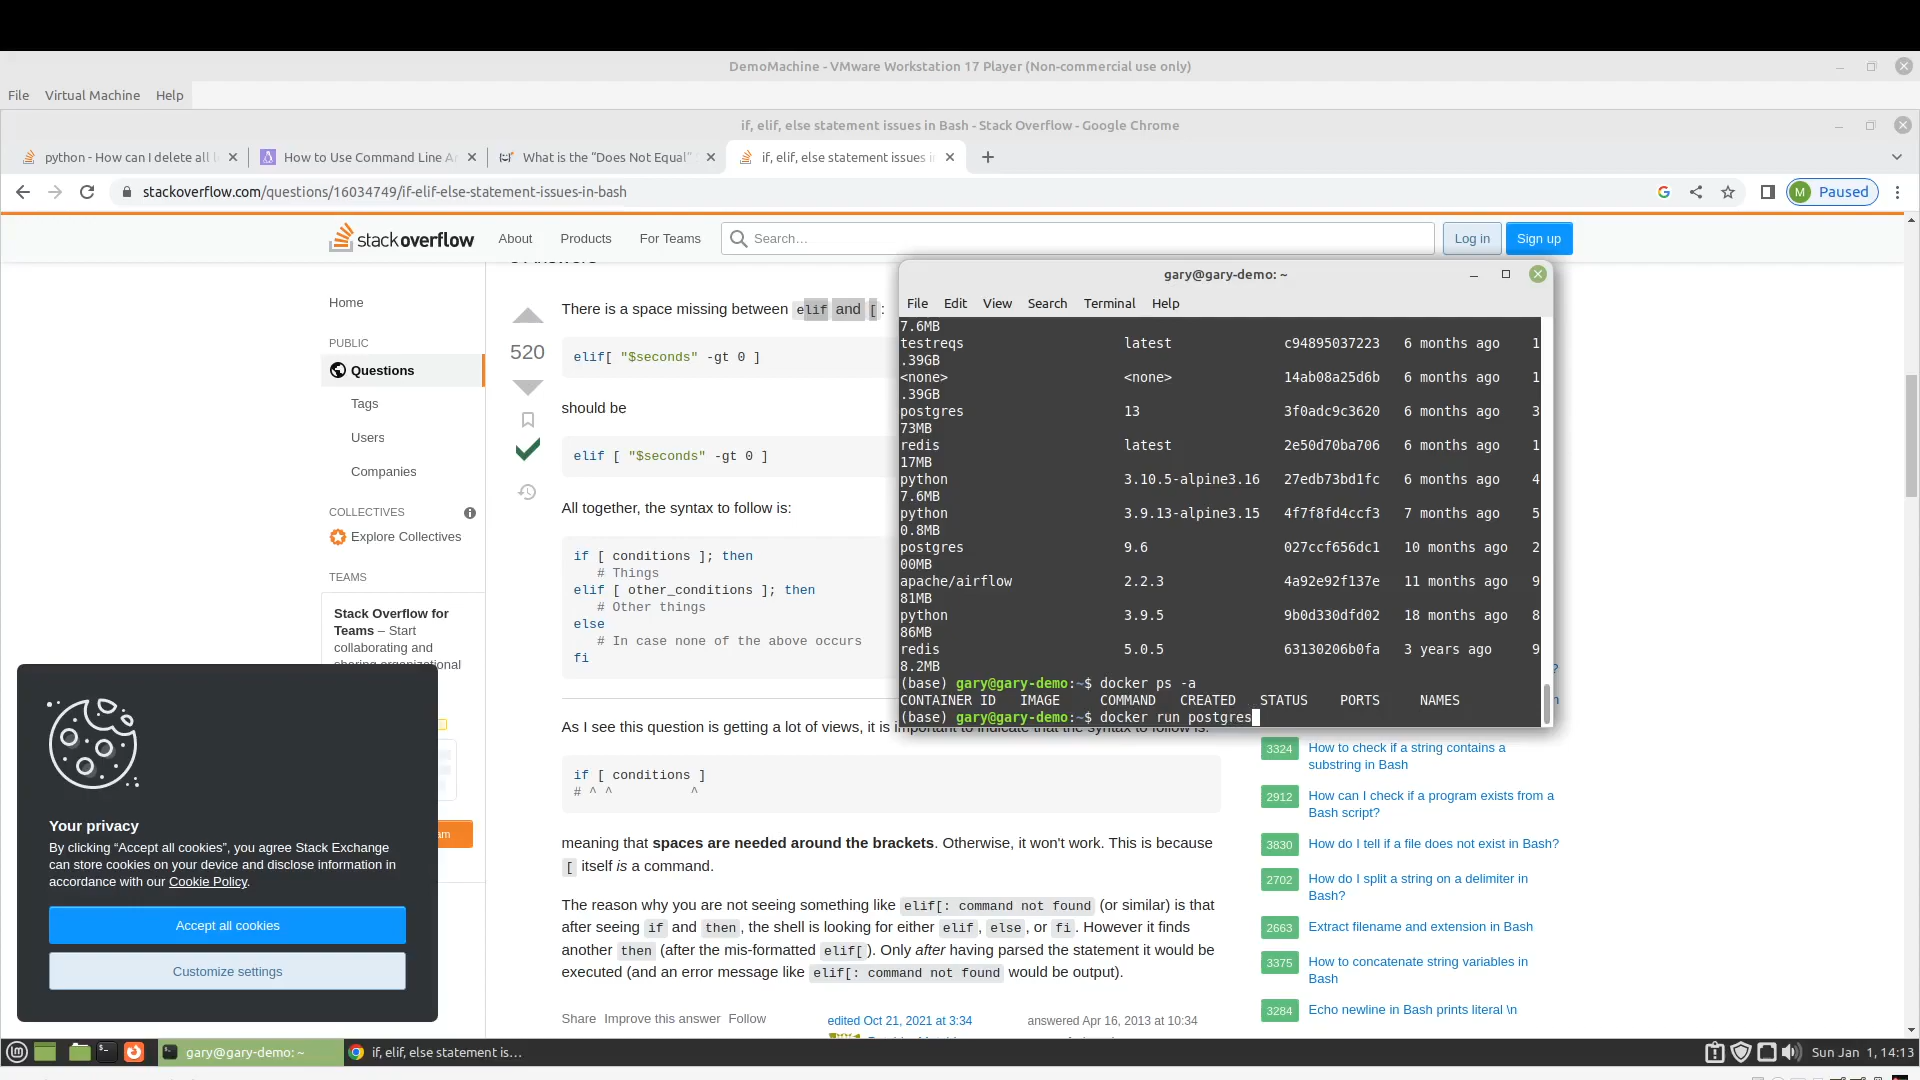 DemoMachine - VMware Workstation 17 Player (Non-commercial use only)
File Virtual Machine Help
if, elif, else statement issues in Bash - Stack Overflow - Google Chrome
python - How can I delete all
How to Use Command Line A
What is the "Does Not Equal"
if, elif, else statement issues i
stackoverflow.com/questions/16034749/if-elif-else-statement-issues-in-bash
M Paused
stackoverflow
About Products For Teams
Search…
Log in Sign up
Home
PUBLIC
Questions
Tags
Users
Companies
COLLECTIVES
Explore Collectives
TEAMS
Stack Overflow for
Teams – Start
collaborating and
sharing organizational
Your privacy
By clicking “Accept all cookies”, you agree Stack Exchange
can store cookies on your device and disclose information in
accordance with our Cookie Policy.
Accept all cookies
Customize settings
There is a space missing between elif and [ :
520
elif[ "$seconds" -gt 0 ]
should be
elif [ "$seconds" -gt 0 ]
All together, the syntax to follow is:
if [ conditions ]; then
# Things
elif [ other_conditions ]; then
# Other things
else
# In case none of the above occurs
fi
As I see this question is getting a lot of views, it is important to indicate that the syntax to follow is:
if [ conditions ]
# ^ ^ ^
meaning that spaces are needed around the brackets. Otherwise, it won't work. This is because
[ itself is a command.
The reason why you are not seeing something like elif[: command not found (or similar) is that
after seeing if and then, the shell is looking for either elif, else, or fi. However it finds
another then (after the mis-formatted elif[). Only after having parsed the statement it would be
executed (and an error message like elif[: command not found would be output).
Share Improve this answer Follow
edited Oct 21, 2021 at 3:34
answered Apr 16, 2013 at 10:34
gary@gary-demo: ~
File Edit View Search Terminal Help
7.6MB
testreqs latest c94895037223 6 months ago 1
.39GB
<none> <none> 14ab08a25d6b 6 months ago 1
.39GB
postgres 13 3f0adc9c3620 6 months ago 3
73MB
redis latest 2e50d70ba706 6 months ago 1
17MB
python 3.10.5-alpine3.16 27edb73bd1fc 6 months ago 4
7.6MB
python 3.9.13-alpine3.15 4f7f8fd4ccf3 7 months ago 5
0.8MB
postgres 9.6 027ccf656dc1 10 months ago 2
00MB
apache/airflow 2.2.3 4a92e92f137e 11 months ago 9
81MB
python 3.9.5 9b0d330dfd02 18 months ago 8
86MB
redis 5.0.5 63130206b0fa 3 years ago 9
8.2MB
(base) gary@gary-demo:~$ docker ps -a
CONTAINER ID IMAGE COMMAND CREATED STATUS PORTS NAMES
(base) gary@gary-demo:~$ docker run postgres
3324 How to check if a string contains a
substring in Bash
2912 How can I check if a program exists from a
Bash script?
3830 How do I tell if a file does not exist in Bash?
2702 How do I split a string on a delimiter in
Bash?
2663 Extract filename and extension in Bash
3375 How to concatenate string variables in
Bash
3284 Echo newline in Bash prints literal \n
gary@gary-demo: ~
if, elif, else statement is...
Sun Jan 1, 14:13